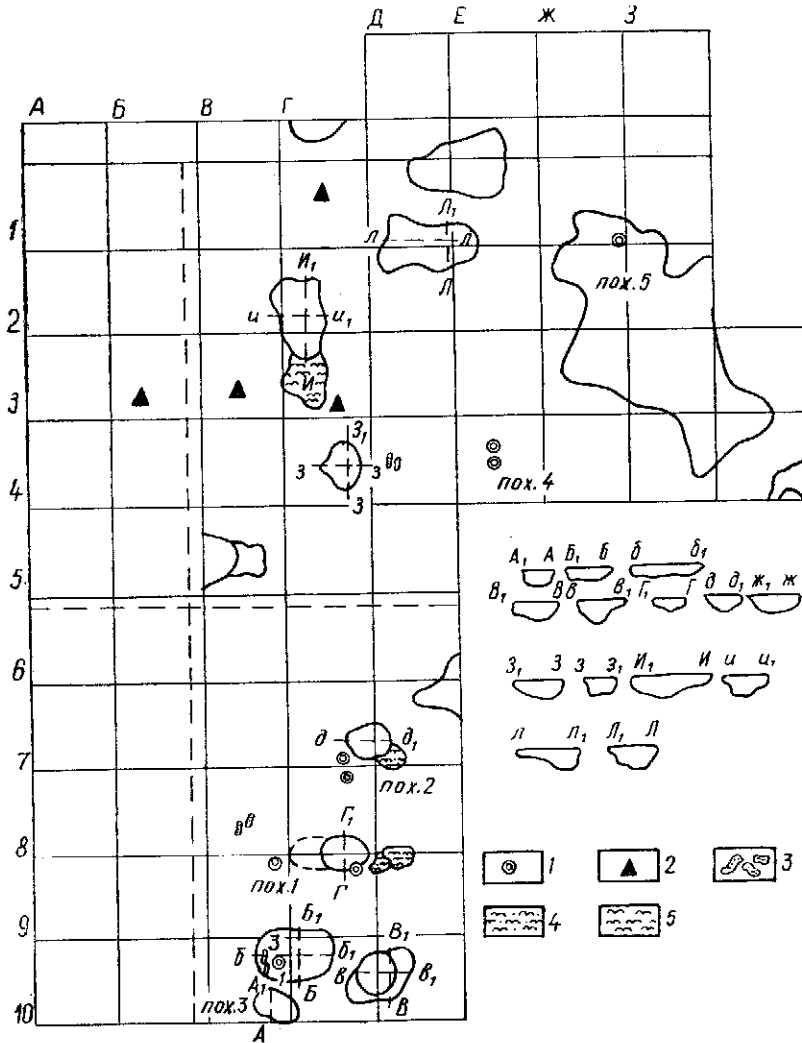 Д Е Ж З
А Б В Г
1
Л₁
л л
И₁
Л
пох.5
2
и и₁
И
3
З₁
з з
З
пох.4
4
А₁ А Б₁ б б б₁
5
В₁ В в в₁ Г₁ Г д д₁ Ж₁ Ж
6
З₁ З з з₁ И₁ И и и₁
д д₁
л л₁ Л₁ Л
7
пох.2
Г₁
8
пох.1
Г
1 2 3
9
Б₁
4 5
З
б б₁
1
В₁
в в₁
А₁
пох.3
Б
В
10
А